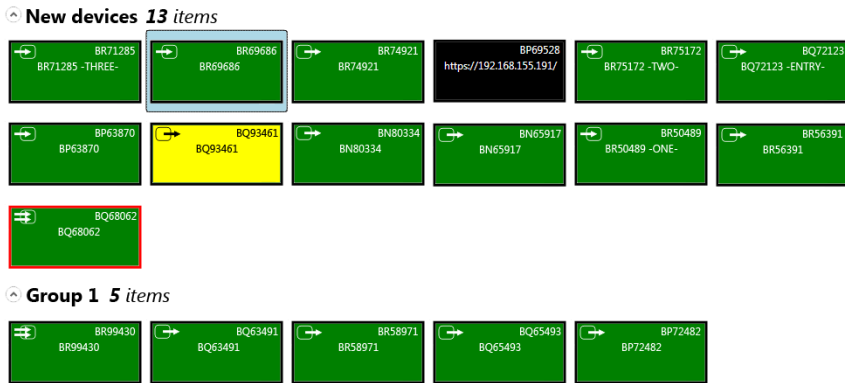 New devices 13 items
BR71285
BR71285 -THREE-
BR69686
BR69686
BR74921
BR74921
BP69528
https://192.168.155.191/
BR75172
BR75172 -TWO-
BQ72123
BQ72123 -ENTRY-
BP63870
BP63870
BQ93461
BQ93461
BN80334
BN80334
BN65917
BN65917
BR50489
BR50489 -ONE-
BR56391
BR56391
BQ68062
BQ68062
Group 1 5 items
BR99430
BR99430
BQ63491
BQ63491
BR58971
BR58971
BQ65493
BQ65493
BP72482
BP72482